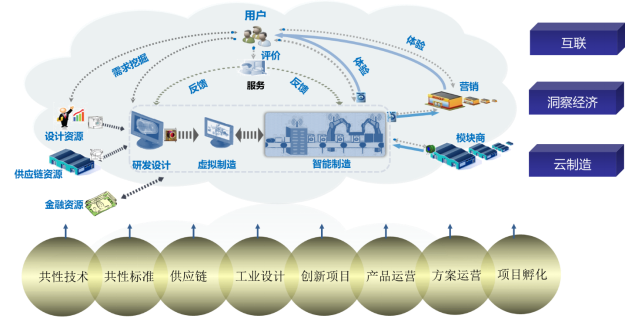 用户
互联
需求挖掘
评价
体验
体验
反馈
服务
反馈
营销
洞察经济
设计资源
模块商
供应链资源
研发设计
虚拟制造
智能制造
云制造
金融资源
共性技术
共性标准
供应链
工业设计
创新项目
产品运营
方案运营
项目孵化